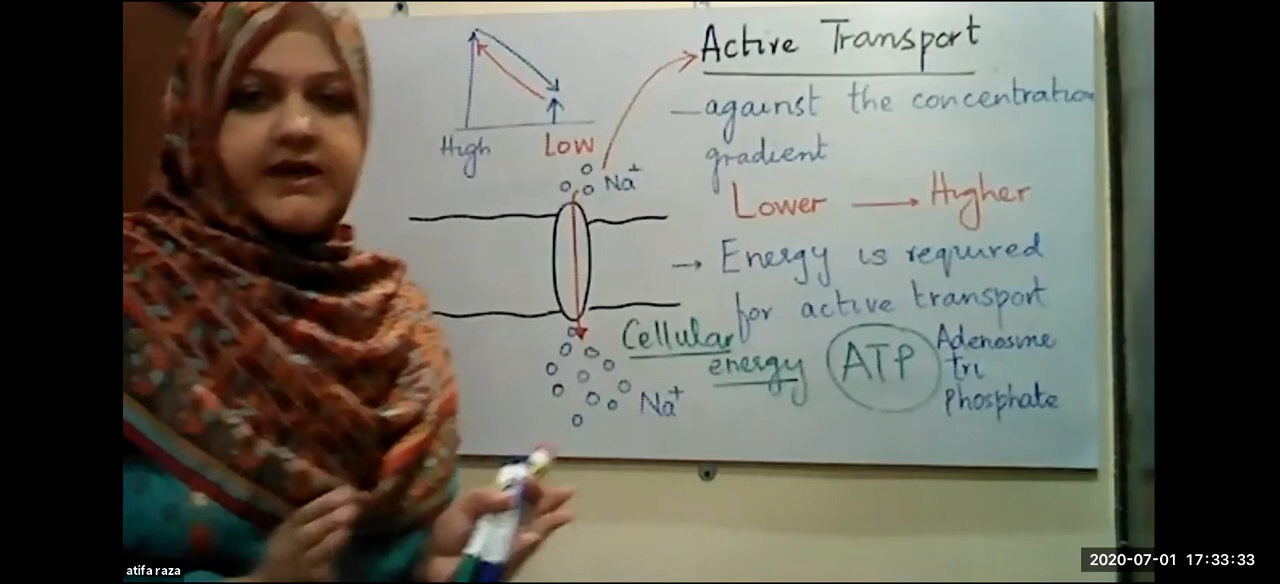 Active Transport
— against the concentration
gradient
High Low
Na+
Lower → Higher
→ Energy is required
for active transport
Cellular
energy
ATP
Adenosine
tri
phosphate
Na+
atifa raza
2020-07-01 17:33:33